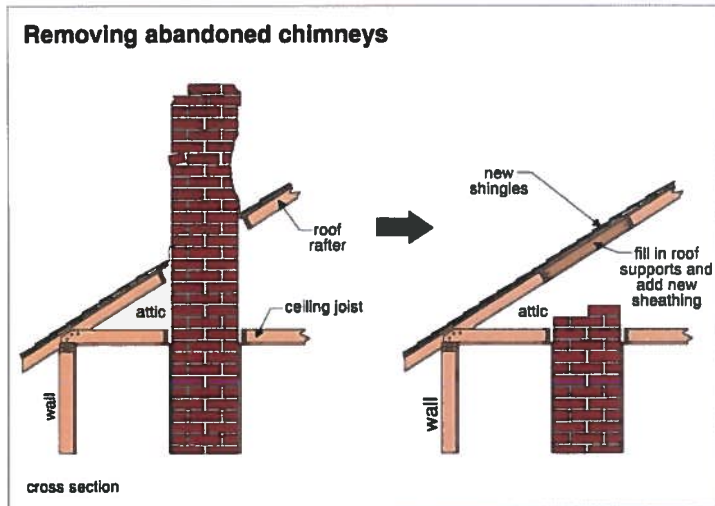 Removing abandoned chimneys
roof
rafter
ceiling joist
attic
wall
cross section
new
shingles
fill in roof
supports and
add new
sheathing
attic
wall